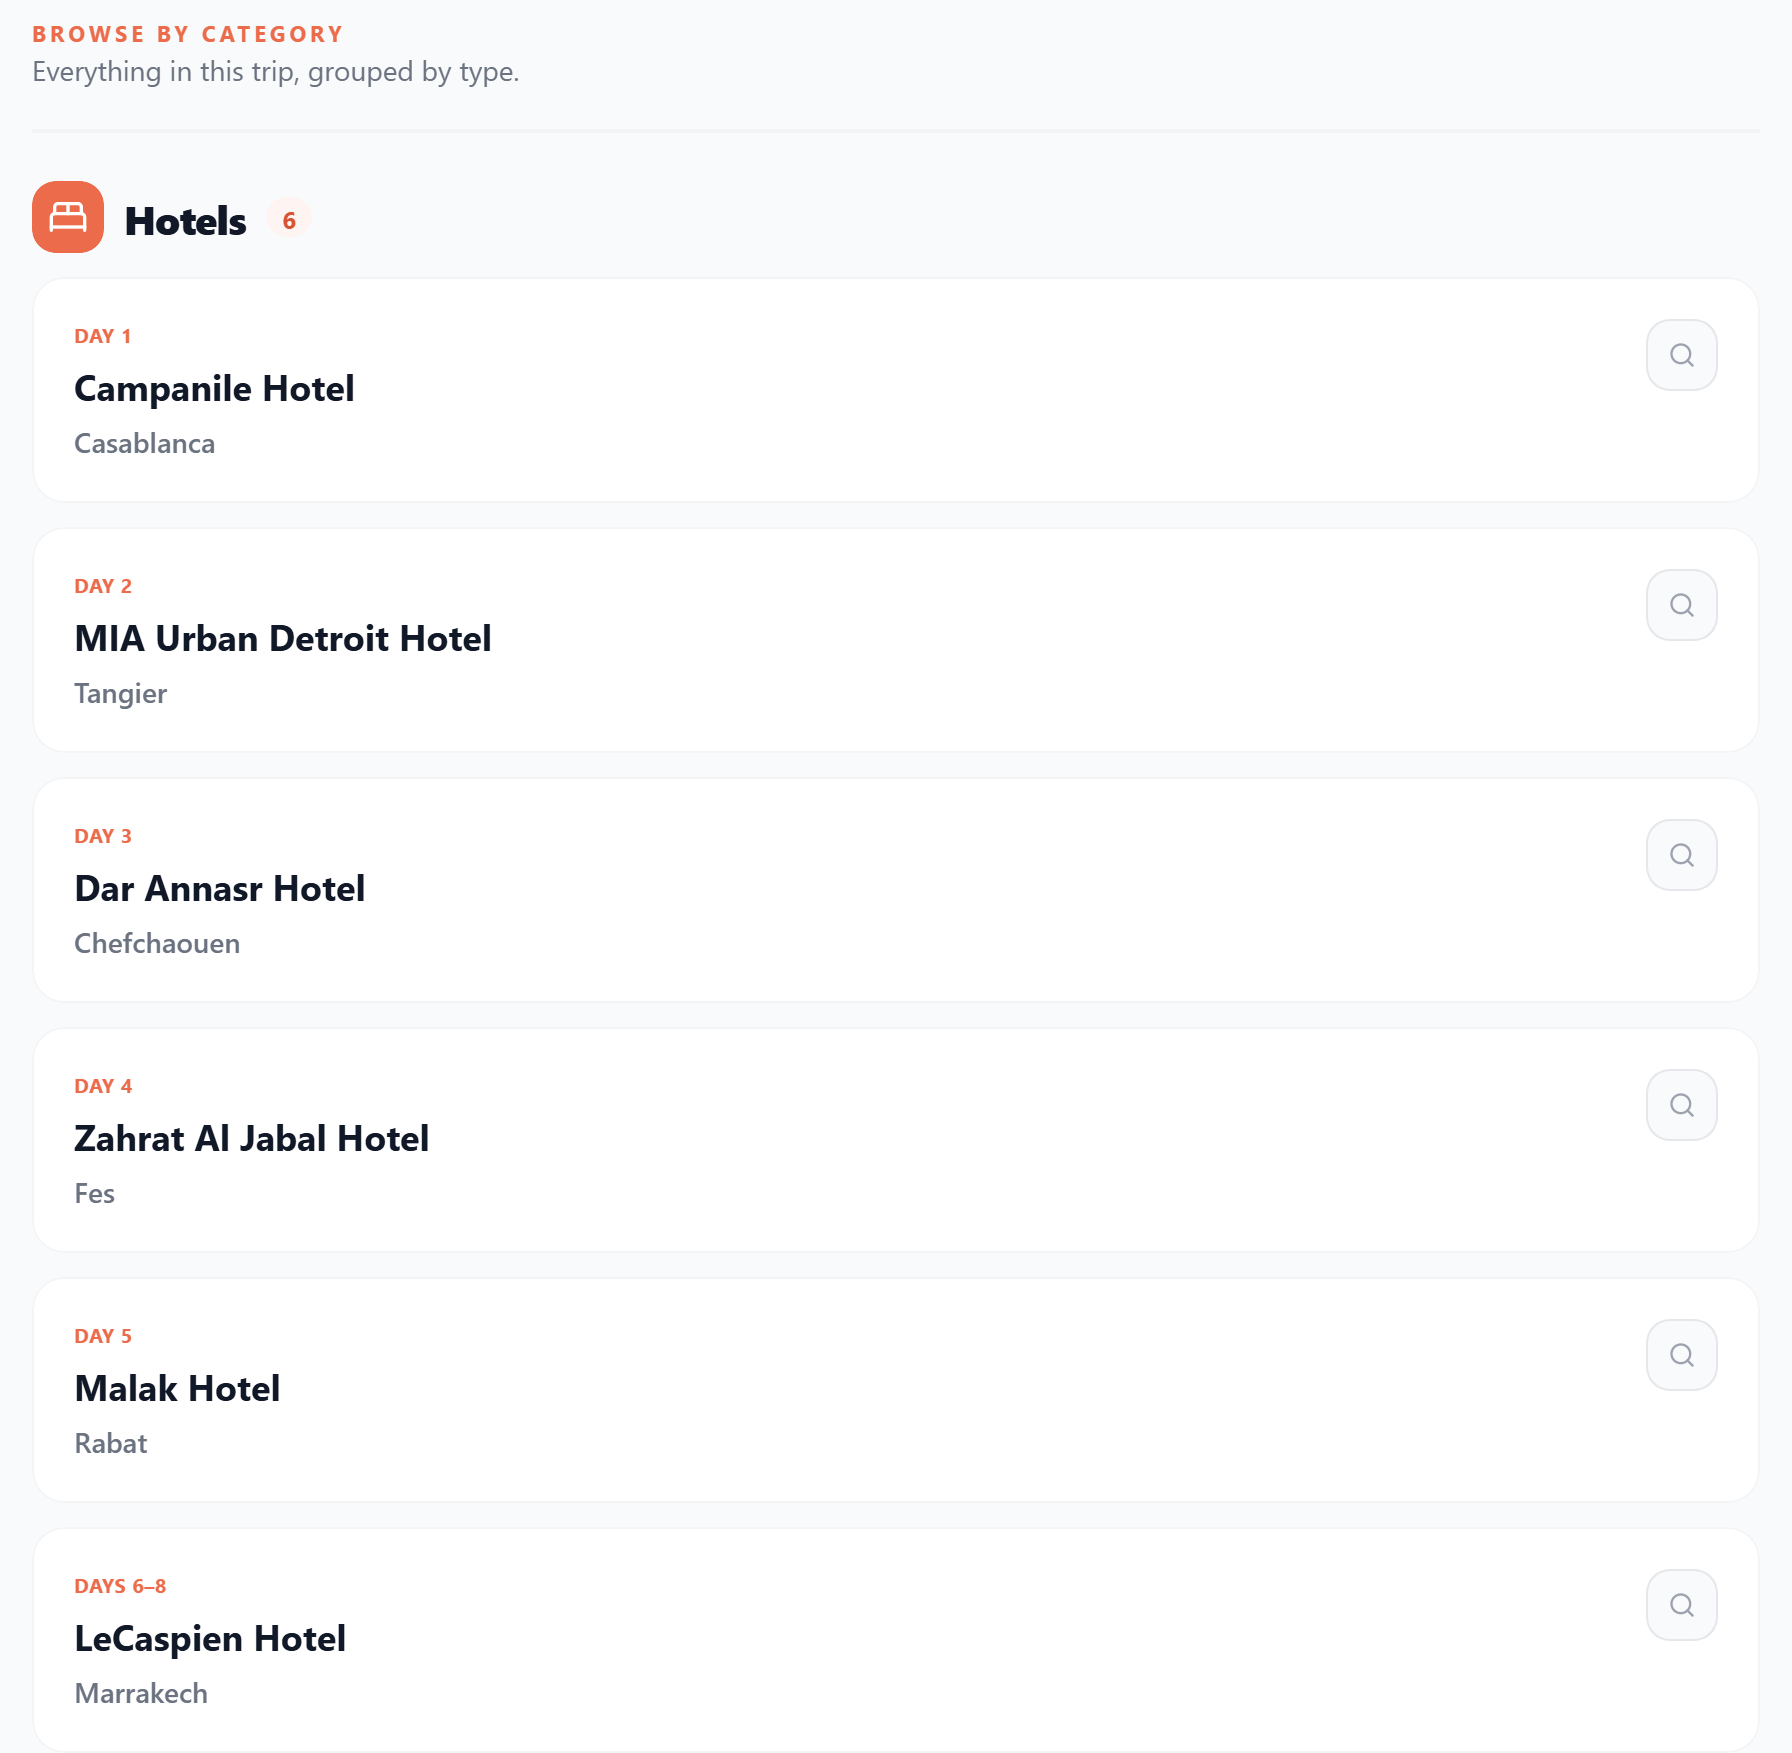 BROWSE BY CATEGORY
Everything in this trip, grouped by type.
Hotels 6
DAY 1
Campanile Hotel
Casablanca
DAY 2
MIA Urban Detroit Hotel
Tangier
DAY 3
Dar Annasr Hotel
Chefchaouen
DAY 4
Zahrat Al Jabal Hotel
Fes
DAY 5
Malak Hotel
Rabat
DAYS 6–8
LeCaspien Hotel
Marrakech